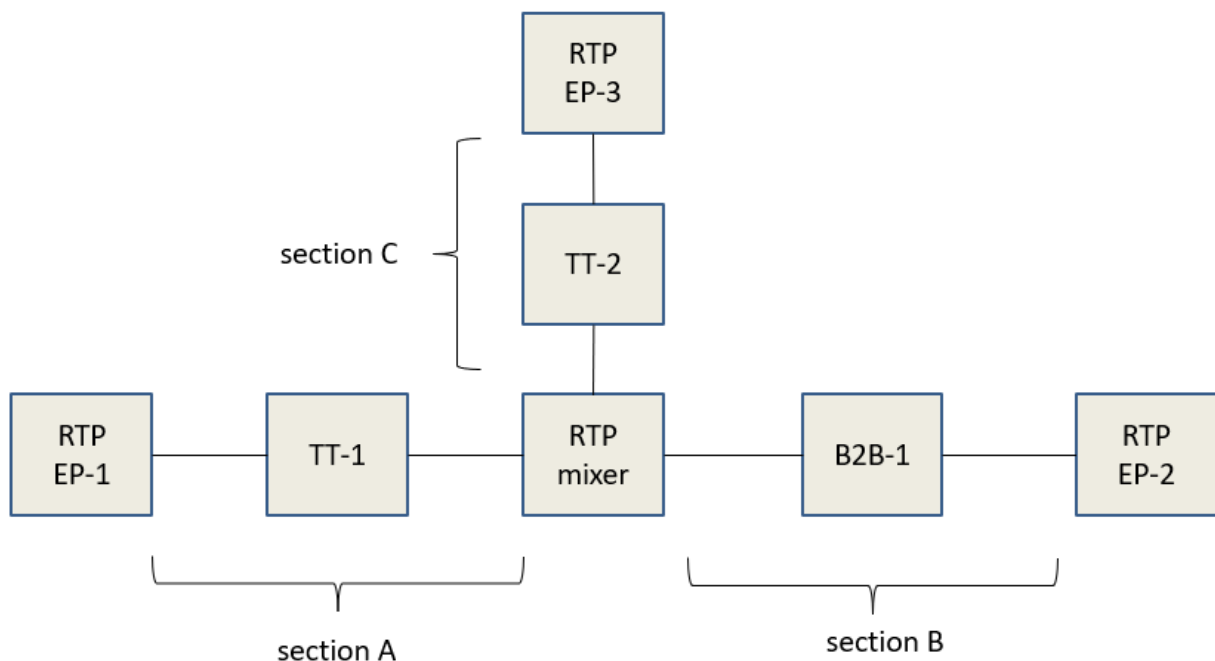 RTP
EP-3
section C
TT-2
RTP
EP-1
TT-1
RTP
mixer
B2B-1
RTP
EP-2
section A
section B